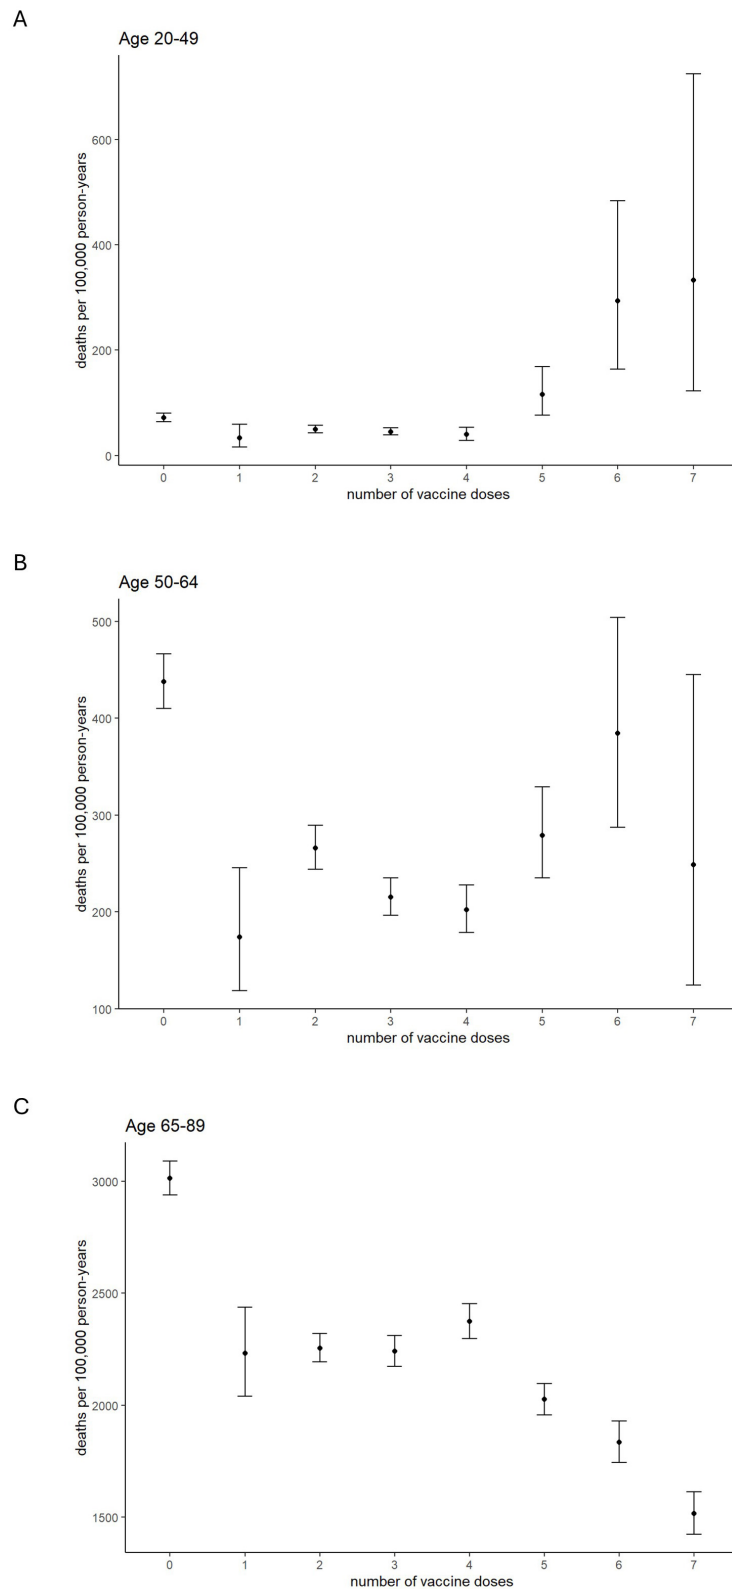 A
Age 20-49
deaths per 100,000 person-years
600
400
200
0
0 1 2 3 4 5 6 7
number of vaccine doses
B
Age 50-64
deaths per 100,000 person-years
500
400
300
200
100
0 1 2 3 4 5 6 7
number of vaccine doses
C
Age 65-89
deaths per 100,000 person-years
3000
2500
2000
1500
0 1 2 3 4 5 6 7
number of vaccine doses